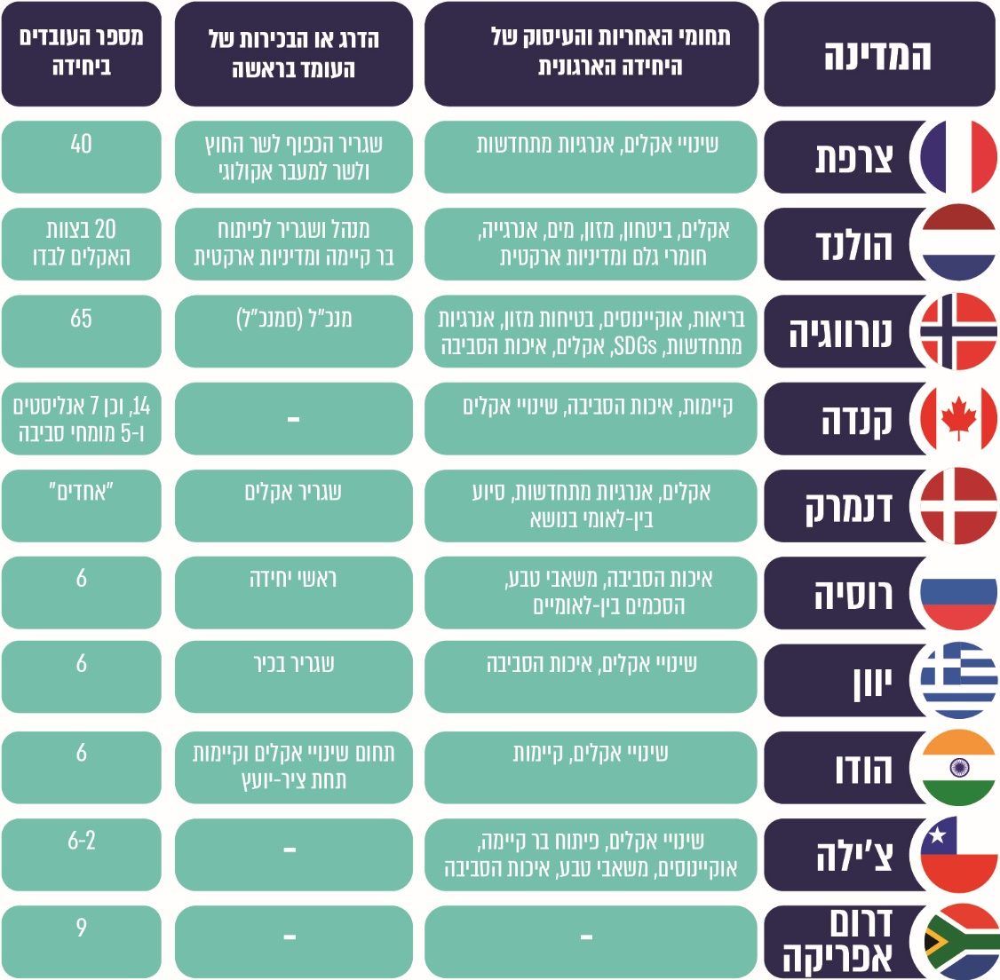 המדינה
תחומי האחריות והעיסוק של
היחידה הארגונית
הדרג או הבכירות של
העומד בראשה
מספר העובדים
ביחידה
צרפת
שינויי אקלים, אנרגיות מתחדשות
שגריר הכפוף לשר החוץ
ולשר למעבר אקולוגי
40
הולנד
אקלים, ביטחון, מזון, מים, אנרגייה,
חומרי גלם ומדיניות ארקטית
מנהל ושגריר לפיתוח
בר קיימה ומדיניות ארקטית
20 בצוות
האקלים לבדו
נורווגיה
בריאות, אוקיינוסים, בטיחות מזון, אנרגיות
מתחדשות, SDGs, אקלים, איכות הסביבה
מנכ"ל (סמנכ"ל)
65
קנדה
קיימות, איכות הסביבה, שינויי אקלים
-
14, וכן 7 אנליסטים
ו-5 מומחי סביבה
דנמרק
אקלים, אנרגיות מתחדשות, סיוע
בין-לאומי בנושא
שגריר אקלים
"אחדים"
רוסיה
איכות הסביבה, משאבי טבע,
הסכמים בין-לאומיים
ראשי יחידה
6
יוון
שינויי אקלים, איכות הסביבה
שגריר בכיר
6
הודו
שינויי אקלים, קיימות
תחום שינויי אקלים וקיימות
תחת ציר-יועץ
6
צ'ילה
שינויי אקלים, פיתוח בר קיימה,
אוקיינוסים, משאבי טבע, איכות הסביבה
-
6-2
דרום
אפריקה
-
-
9